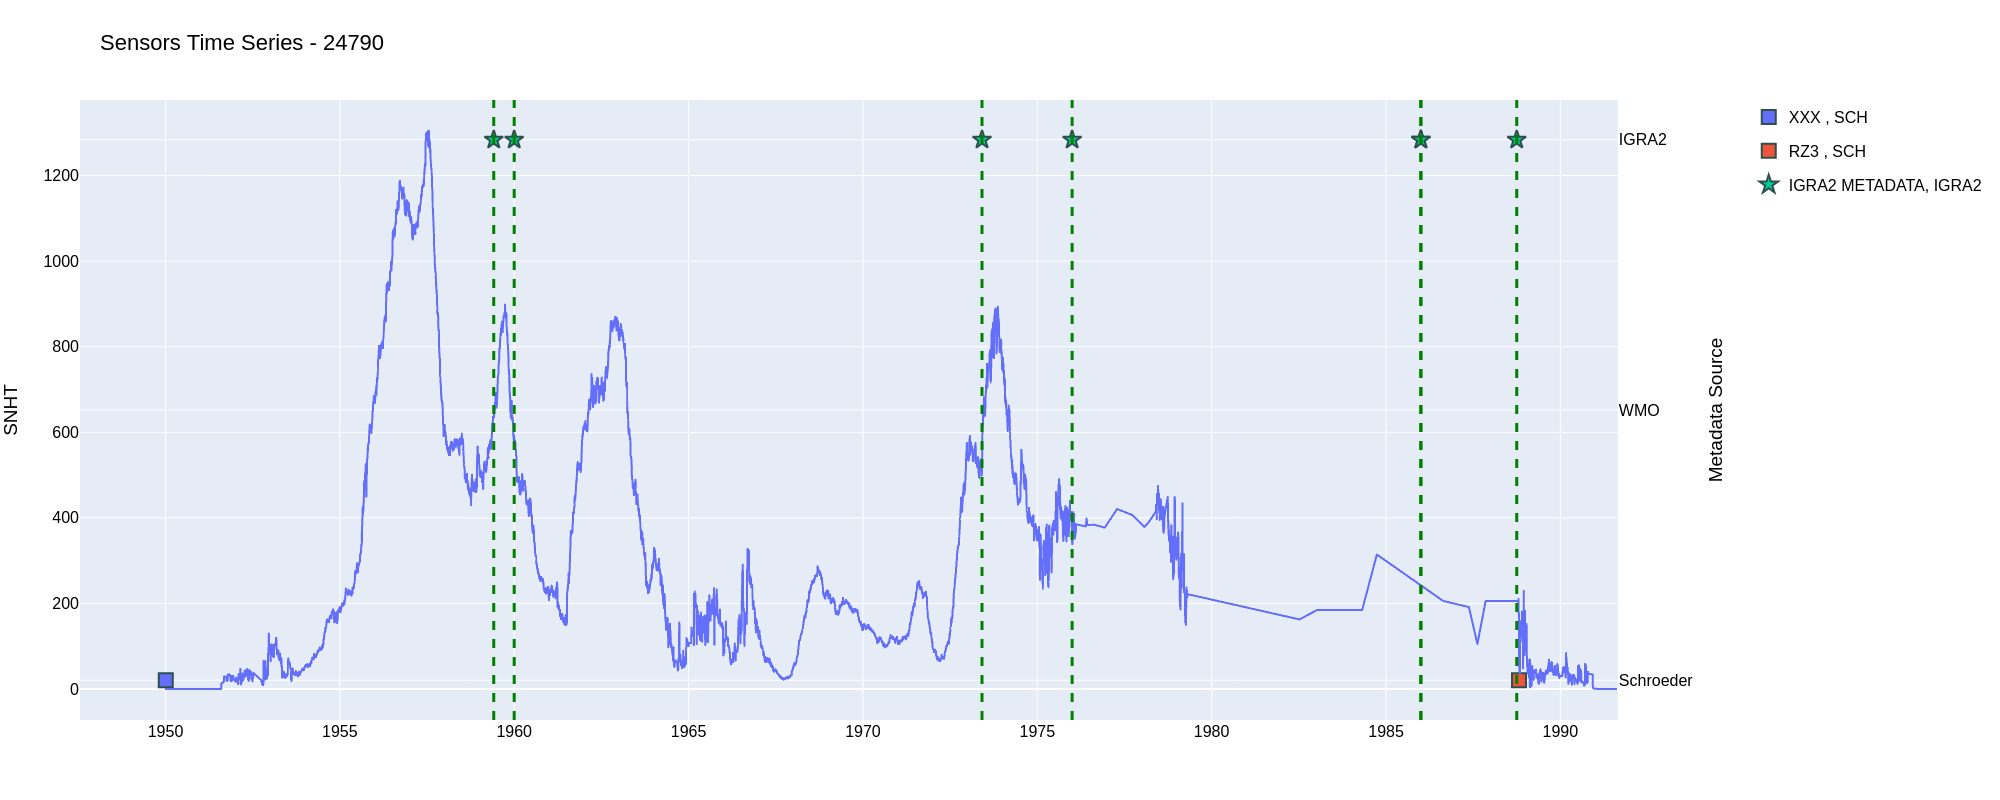 Sensors Time Series - 24790
XXX , SCH
RZ3 , SCH
IGRA2 METADATA, IGRA2
SNHT
1200
1000
800
600
400
200
0
IGRA2
WMO
Schroeder
Metadata Source
1950 1955 1960 1965 1970 1975 1980 1985 1990